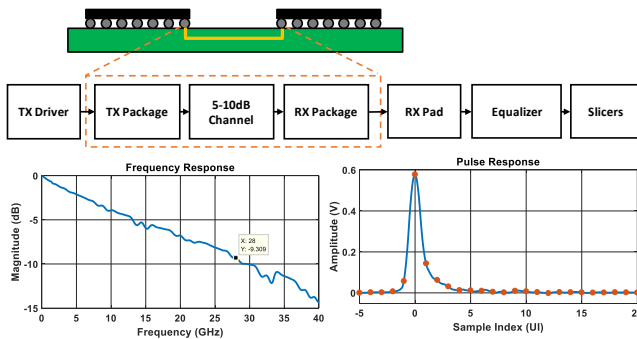 TX Driver
TX Package
5-10dB
Channel
RX Package
RX Pad
Equalizer
Slicers
Frequency Response
Magnitude (dB)
0
-5
-10
-15
X: 28
Y: -9.309
0 5 10 15 20 25 30 35 40
Frequency (GHz)
Pulse Response
Amplitude (V)
0.6
0.4
0.2
0
-5 0 5 10 15 20
Sample Index (UI)